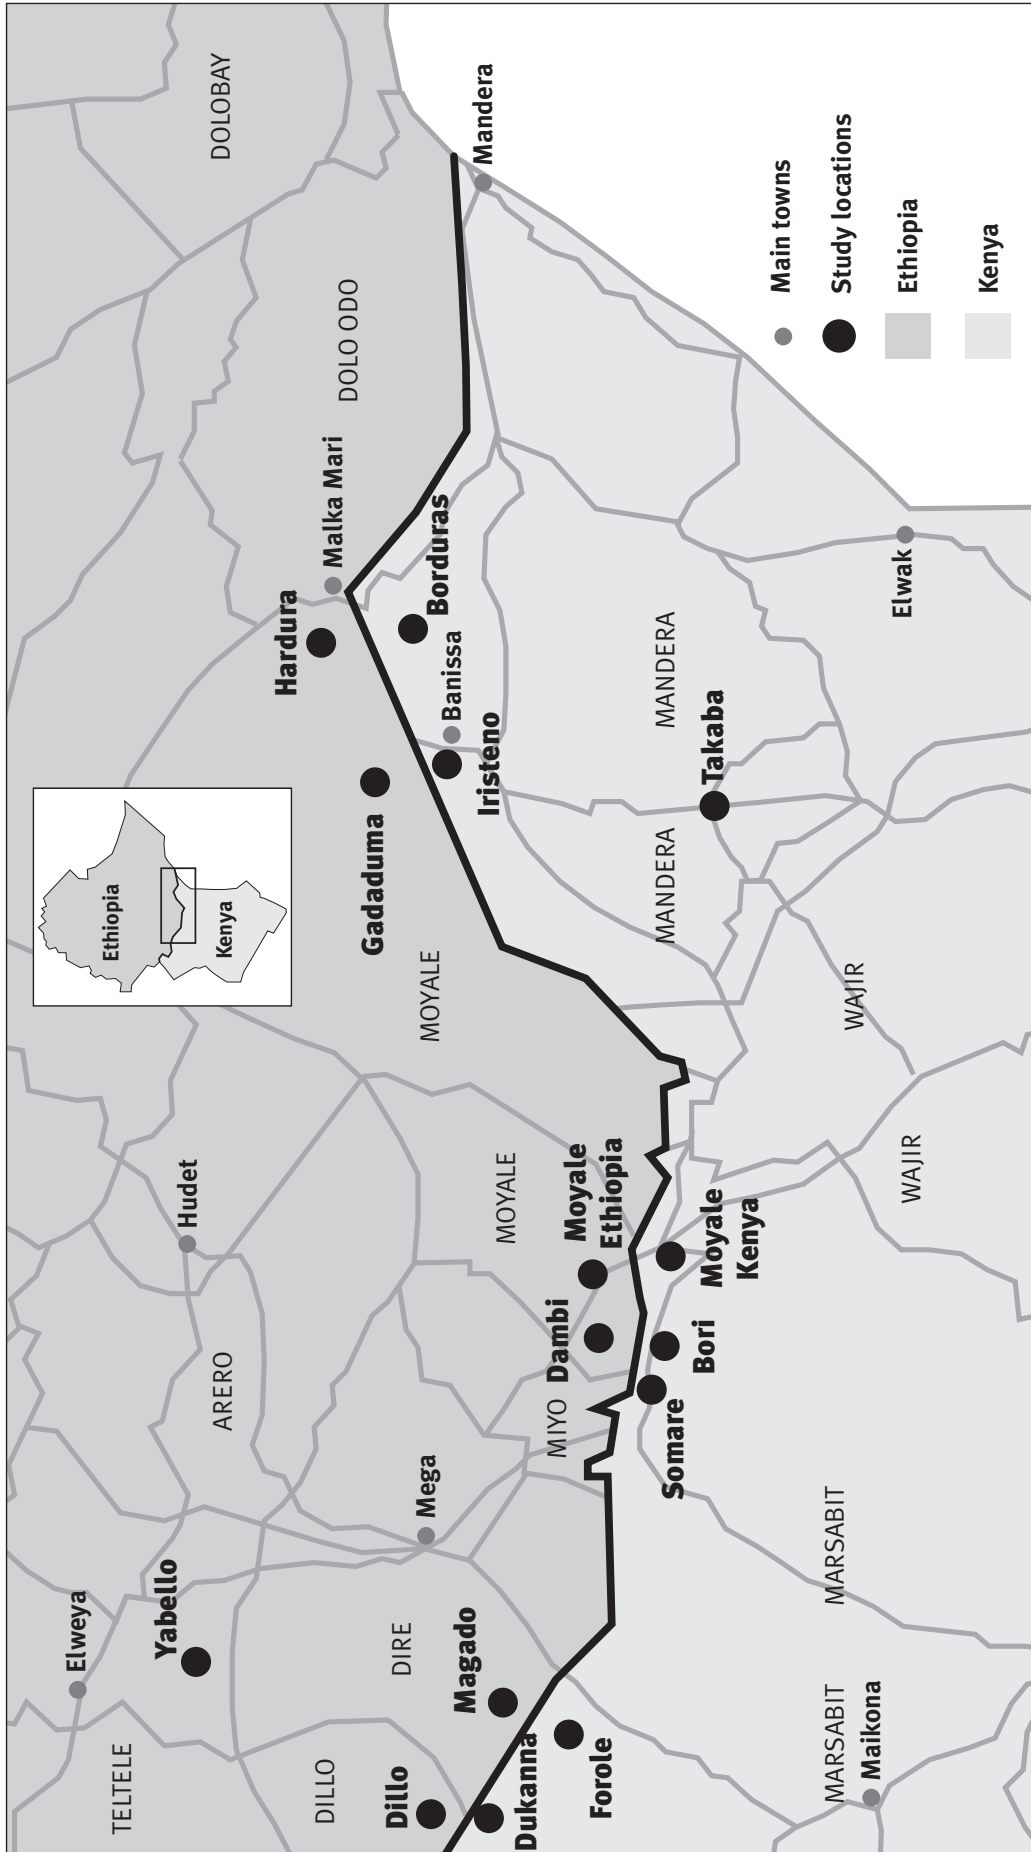 Elweya
Ethiopia
TELTELE
Yabello
Hudet
ARERO
DOLOBAY
Kenya
Hardura
DILLO
Malka Mari
DOLO ODO
Gadaduma
Dillo
DIRE
Mega
MOYALE
Borduras
Banissa
Magado
Mandera
Iristeno
MOYALE
Dukanna
MIYO
Dambi
Moyale
Ethiopia
Forole
MANDERA
MANDERA
Somare
Bori
Moyale
Kenya
Takaba
MARSABIT
MARSABIT
WAJIR
Maikona
Elwak
WAJIR
Main towns
Study locations
Ethiopia
Kenya